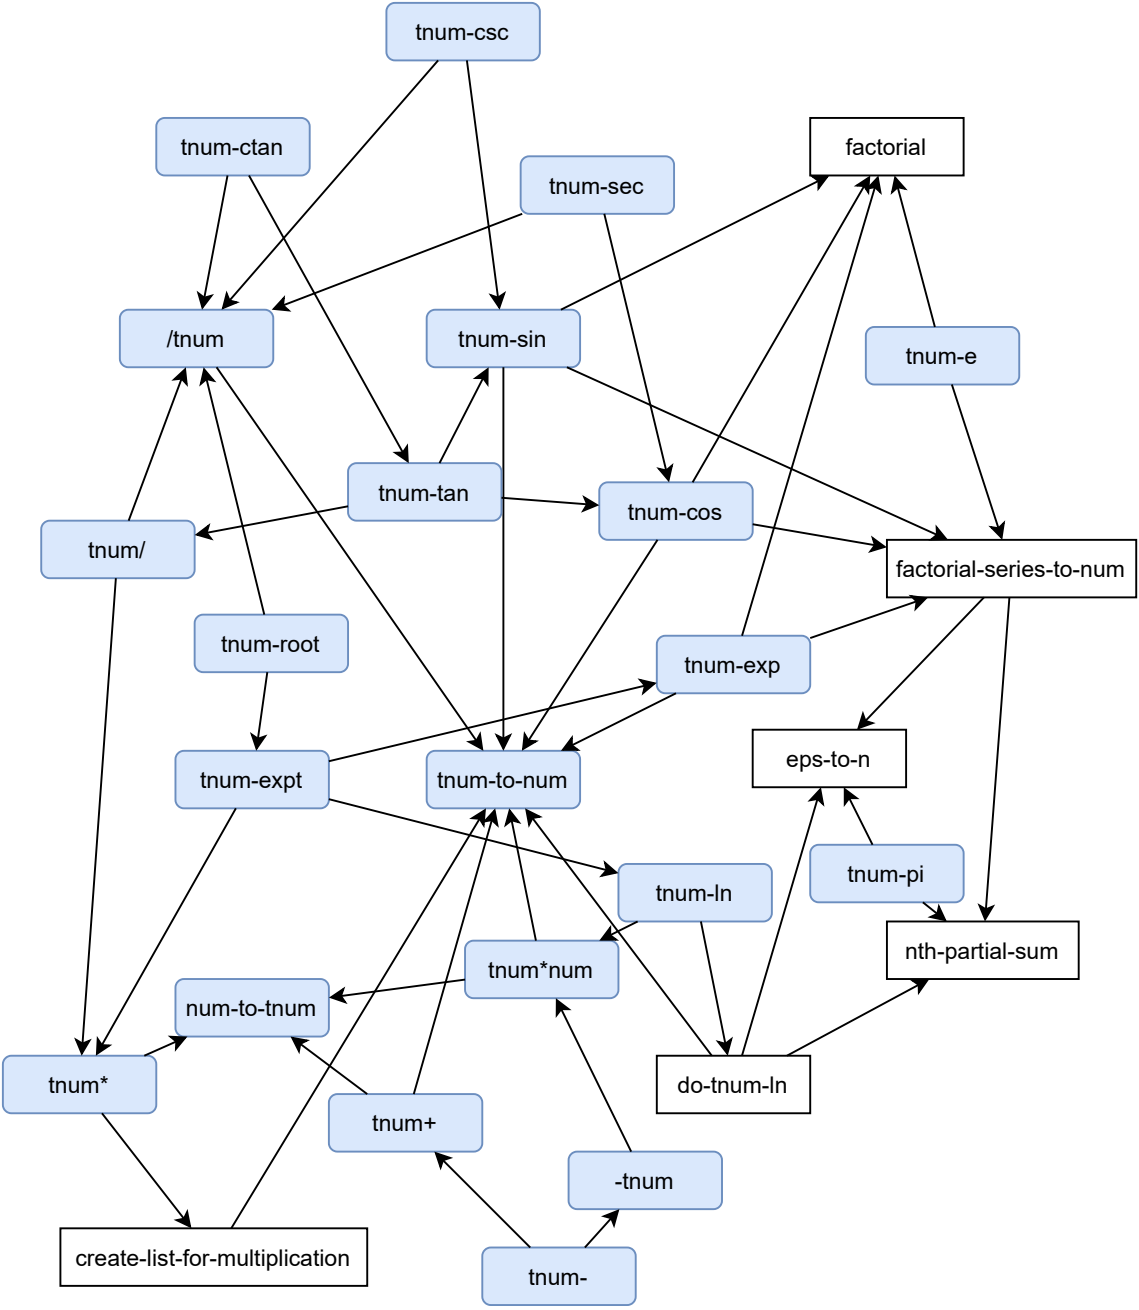 tnum-csc
tnum-ctan
factorial
tnum-sec
/tnum
tnum-sin
tnum-e
tnum-tan
tnum-cos
tnum/
factorial-series-to-num
tnum-root
tnum-exp
eps-to-n
tnum-expt
tnum-to-num
tnum-pi
tnum-ln
nth-partial-sum
tnum*num
num-to-tnum
tnum*
do-tnum-ln
tnum+
-tnum
create-list-for-multiplication
tnum-